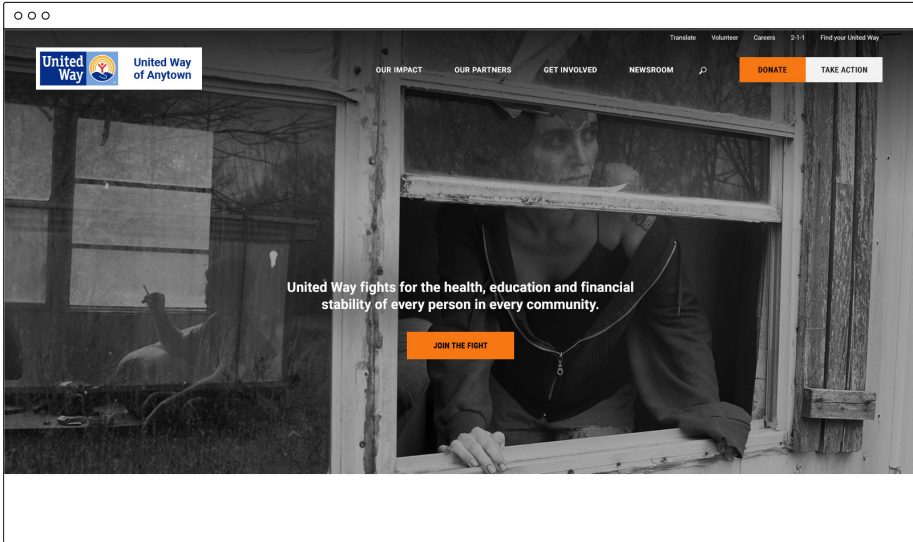 Translate Volunteer Careers 2-1-1 Find your United Way
United
Way
United Way
of Anytown
OUR IMPACT OUR PARTNERS GET INVOLVED NEWSROOM DONATE TAKE ACTION
United Way fights for the health, education and financial
stability of every person in every community.
JOIN THE FIGHT